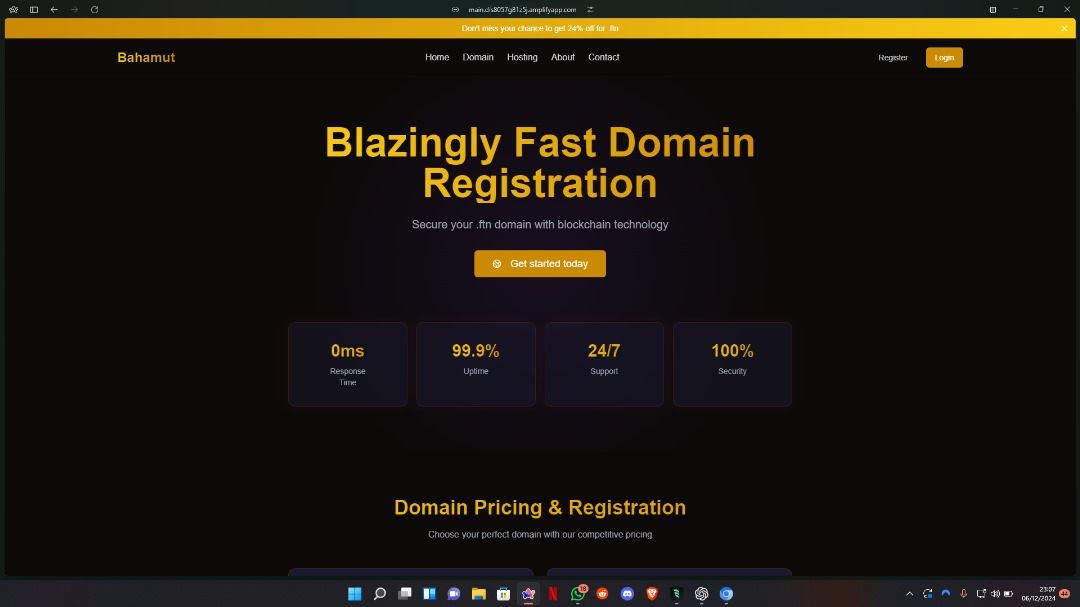 main.d1s8057g81z5j.amplifyapp.com
Don't miss your chance to get 24% off for .ftn
Bahamut
Home Domain Hosting About Contact
Register Login
Blazingly Fast Domain
Registration
Secure your .ftn domain with blockchain technology
Get started today
0ms
Response
Time
99.9%
Uptime
24/7
Support
100%
Security
Domain Pricing & Registration
Choose your perfect domain with our competitive pricing
23:07
06/12/2024